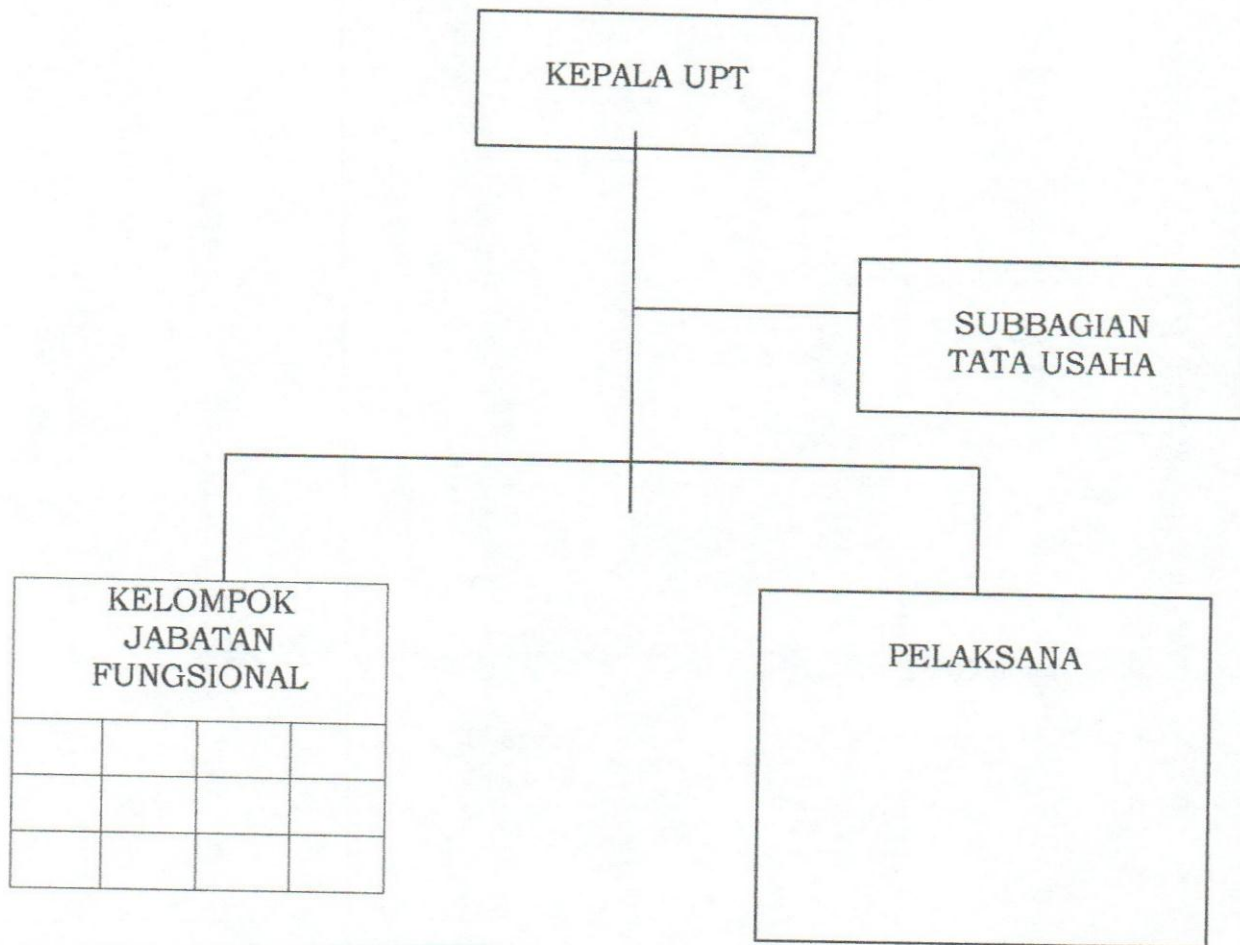 KEPALA UPT
SUBBAGIAN
TATA USAHA
KELOMPOK
JABATAN
FUNGSIONAL
PELAKSANA